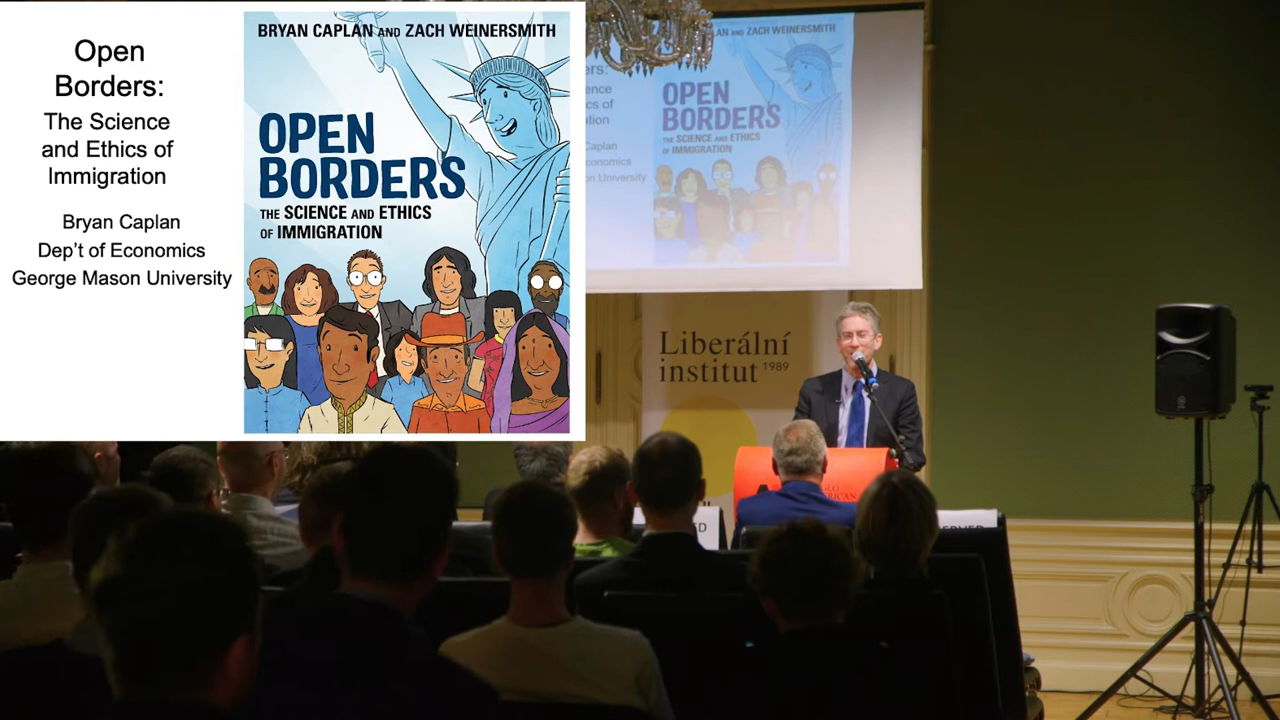 Open
Borders:
The Science
and Ethics of
Immigration
Bryan Caplan
Dep’t of Economics
George Mason University
BRYAN CAPLAN AND ZACH WEINERSMITH
OPEN
BORDERS
THE SCIENCE AND ETHICS
OF IMMIGRATION
AND ZACH WEINERSMITH
OPEN
BORDERS
THE SCIENCE AND ETHICS
OF IMMIGRATION
Caplan
University
Liberální
institut 1989